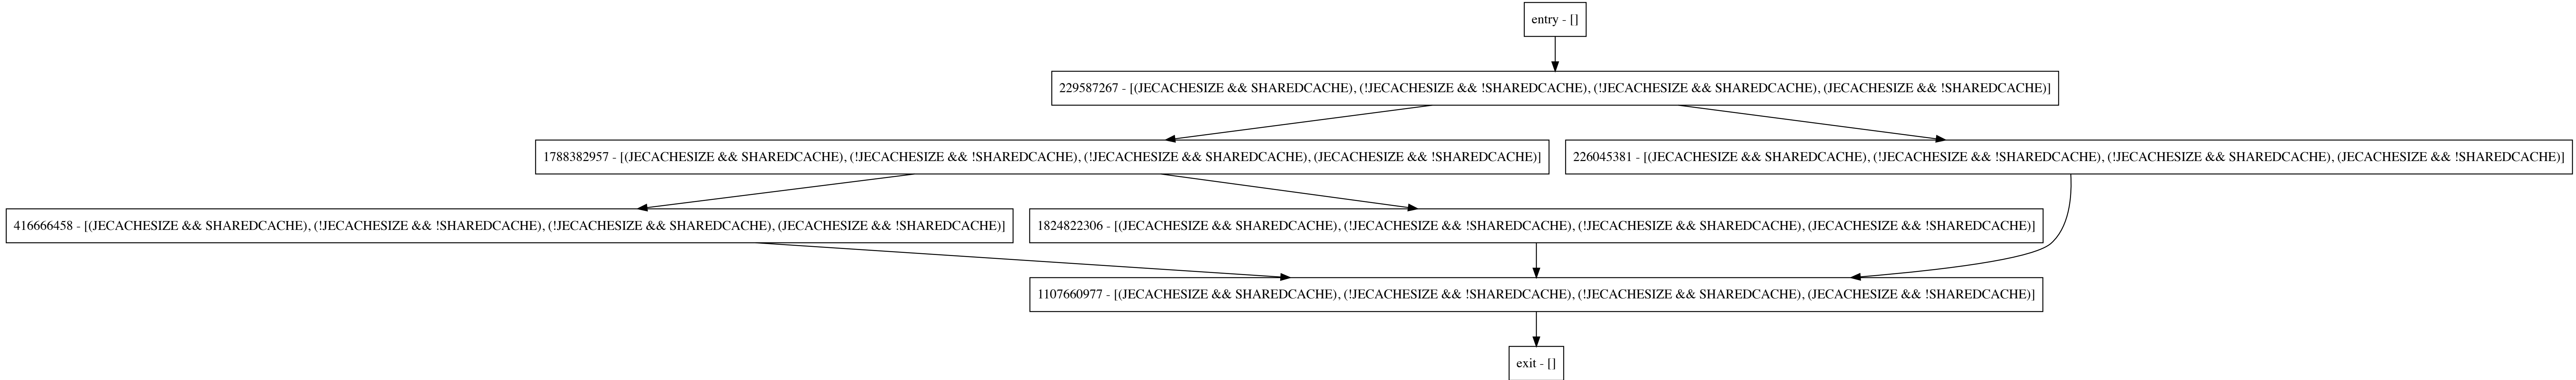 entry - []
229587267 - [(JECACHESIZE && SHAREDCACHE), (!JECACHESIZE && !SHAREDCACHE), (!JECACHESIZE && SHAREDCACHE), (JECACHESIZE && !SHAREDCACHE)]
1788382957 - [(JECACHESIZE && SHAREDCACHE), (!JECACHESIZE && !SHAREDCACHE), (!JECACHESIZE && SHAREDCACHE), (JECACHESIZE && !SHAREDCACHE)]
226045381 - [(JECACHESIZE && SHAREDCACHE), (!JECACHESIZE && !SHAREDCACHE), (!JECACHESIZE && SHAREDCACHE), (JECACHESIZE && !SHAREDCACHE)]
416666458 - [(JECACHESIZE && SHAREDCACHE), (!JECACHESIZE && !SHAREDCACHE), (!JECACHESIZE && SHAREDCACHE), (JECACHESIZE && !SHAREDCACHE)]
1824822306 - [(JECACHESIZE && SHAREDCACHE), (!JECACHESIZE && !SHAREDCACHE), (!JECACHESIZE && SHAREDCACHE), (JECACHESIZE && !SHAREDCACHE)]
1107660977 - [(JECACHESIZE && SHAREDCACHE), (!JECACHESIZE && !SHAREDCACHE), (!JECACHESIZE && SHAREDCACHE), (JECACHESIZE && !SHAREDCACHE)]
exit - []